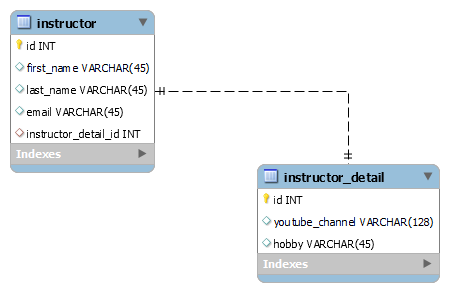 instructor
id INT
first_name VARCHAR(45)
last_name VARCHAR(45)
email VARCHAR(45)
instructor_detail_id INT
Indexes
instructor_detail
id INT
youtube_channel VARCHAR(128)
hobby VARCHAR(45)
Indexes